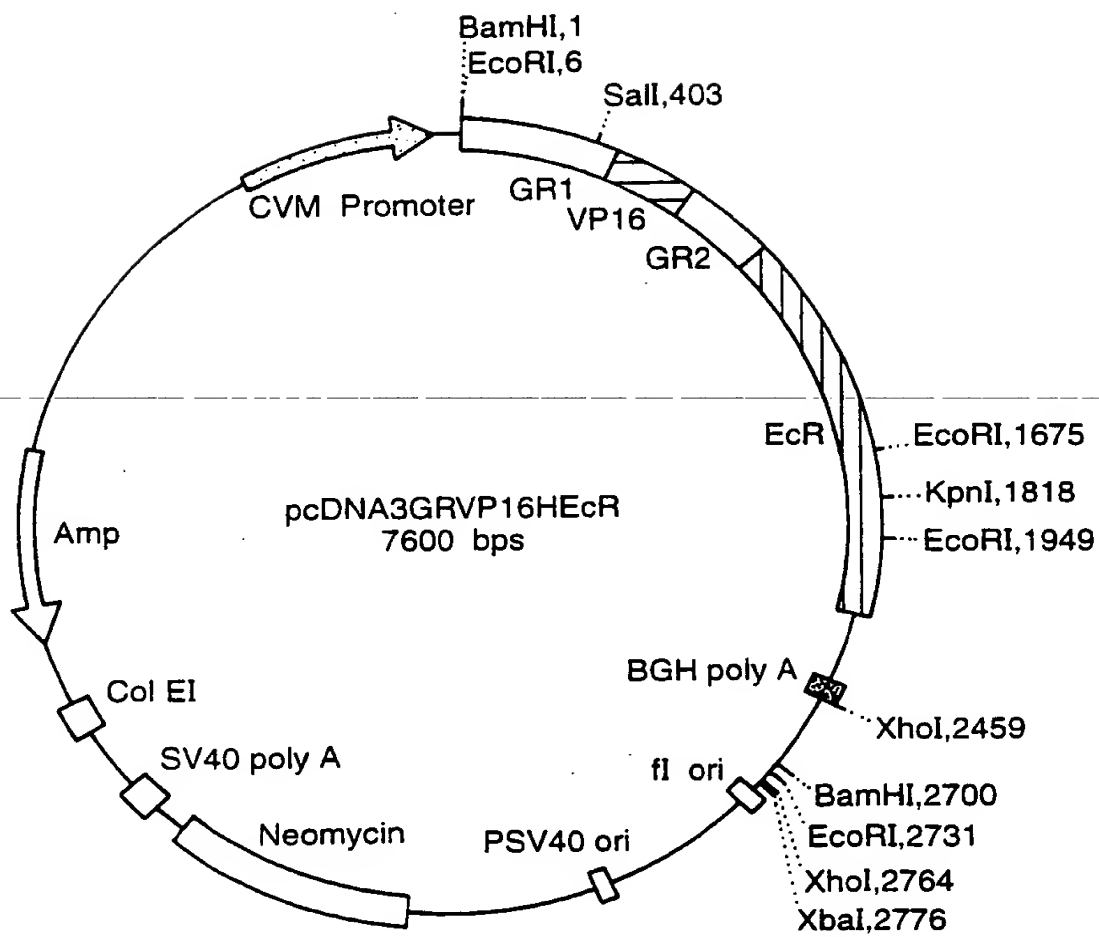 BamHI,1
EcoRI,6
SalI,403
CVM Promoter
GR1
VP16
GR2
EcR
EcoRI,1675
KpnI,1818
EcoRI,1949
pcDNA3GRVP16HEcR
7600 bps
Amp
BGH poly A
XhoI,2459
Col EI
SV40 poly A
fI ori
BamHI,2700
EcoRI,2731
Neomycin
PSV40 ori
XhoI,2764
XbaI,2776